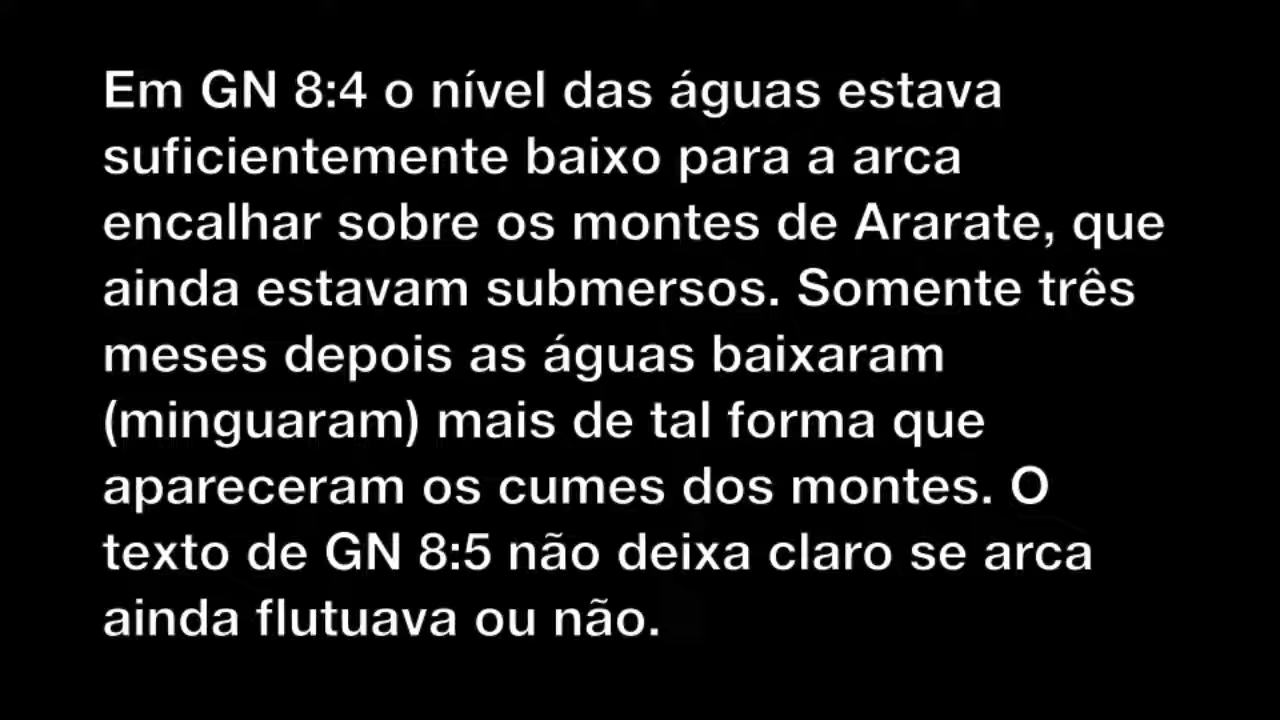 Em GN 8:4 o nível das águas estava
suficientemente baixo para a arca
encalhar sobre os montes de Ararate, que
ainda estavam submersos. Somente três
meses depois as águas baixaram
(minguaram) mais de tal forma que
apareceram os cumes dos montes. O
texto de GN 8:5 não deixa claro se arca
ainda flutuava ou não.